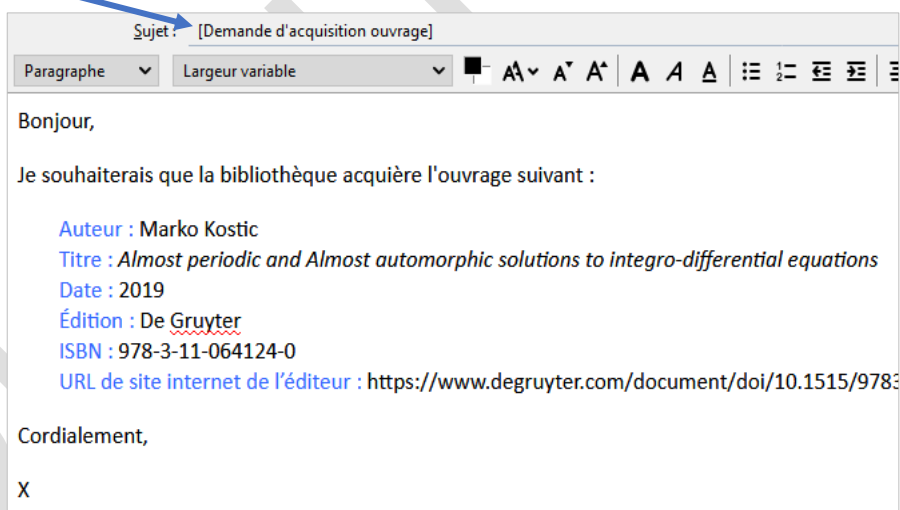 Sujet : [Demande d'acquisition ouvrage]
Paragraphe Largeur variable
Bonjour,
Je souhaiterais que la bibliothèque acquière l'ouvrage suivant :
Auteur : Marko Kostic
Titre : Almost periodic and Almost automorphic solutions to integro-differential equations
Date : 2019
Édition : De Gruyter
ISBN : 978-3-11-064124-0
URL de site internet de l’éditeur : https://www.degruyter.com/document/doi/10.1515/978
Cordialement,
X